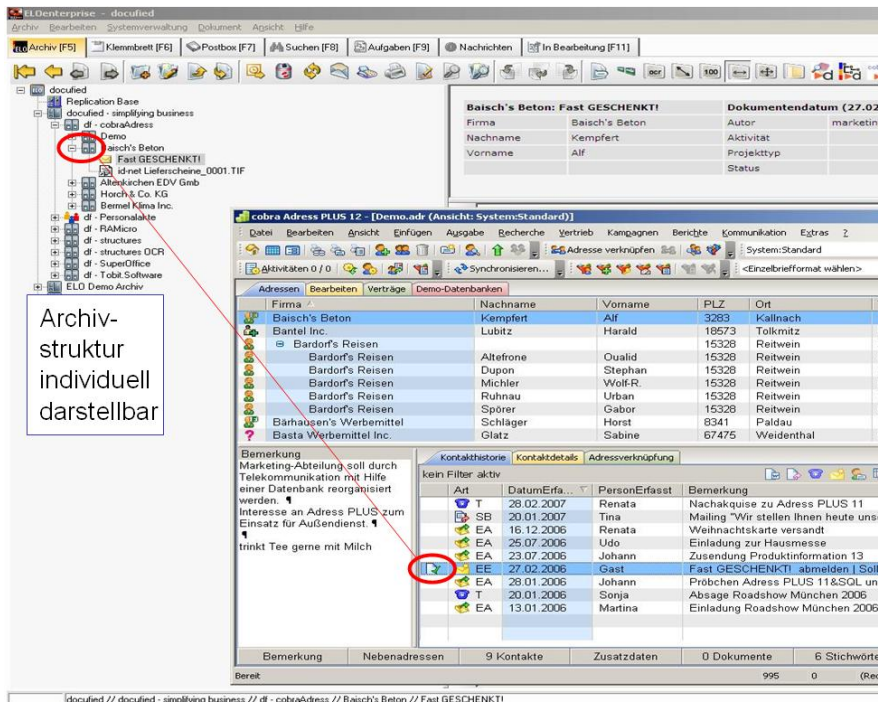 ELOenterprise - docufied
Archiv Bearbeiten Systemverwaltung Dokument Ansicht Hilfe
ELO Archiv [F5] Klemmbrett [F6] Postbox [F7] Suchen [F8] Aufgaben [F9] Nachrichten In Bearbeitung [F11]
OCR 100
docufied
Replication Base
docufied - simplifying business
df - cobraAdress
Demo
Baisch's Beton
Fast GESCHENKT!
id-net Lieferscheine_0001.TIF
Altenkirchen EDV Gmb
Horch & Co. KG
Bermel Klima Inc.
df - Personalakte
df - RAMicro
df - structures
df - structures OCR
df - SuperOffice
df - Tobit.Software
ELO Demo Archiv
Baisch's Beton: Fast GESCHENKT! Dokumentendatum (27.02
Firma Baisch's Beton Autor marketin
Nachname Kempfert Aktivität
Vorname Alf Projekttyp
Status
Archiv-
struktur
individuell
darstellbar
cobra Adress PLUS 12 - [Demo.adr (Ansicht: System:Standard)]
Datei Bearbeiten Ansicht Einfügen Ausgabe Recherche Vertrieb Kampagnen Berichte Kommunikation Extras ?
Adresse verknüpfen System:Standard
Aktivitäten 0 / 0 Synchronisieren... <Einzelbriefformat wählen>
Adressen Bearbeiten Verträge Demo-Datenbanken
Firma Nachname Vorname PLZ Ort
Baisch's Beton Kempfert Alf 3283 Kallnach
Bantel Inc. Lubitz Harald 18573 Tolkmitz
Bardorf's Reisen 15328 Reitwein
Bardorf's Reisen Altefrone Oualid 15328 Reitwein
Bardorf's Reisen Dupon Stephan 15328 Reitwein
Bardorf's Reisen Michler Wolf-R. 15328 Reitwein
Bardorf's Reisen Ruhnau Urban 15328 Reitwein
Bardorf's Reisen Spörer Gabor 15328 Reitwein
Bärhausen's Werbemittel Schläger Horst 8341 Paldau
Basta Werbemittel Inc. Glatz Sabine 67475 Weidenthal
Bemerkung
Marketing-Abteilung soll durch
Telekommunikation mit Hilfe
einer Datenbank reorganisiert
werden. ¶
Interesse an Adress PLUS zum
Einsatz für Außendienst. ¶
¶
trinkt Tee gerne mit Milch
Kontakthistorie Kontaktdetails Adressverknüpfung
kein Filter aktiv
Art DatumErfa... PersonErfasst Bemerkung
T 28.02.2007 Renata Nachakquise zu Adress PLUS 11
SB 20.01.2007 Tina Mailing "Wir stellen Ihnen heute uns
EA 16.12.2006 Renata Weihnachtskarte versandt
EA 25.07.2006 Udo Einladung zur Hausmesse
EA 23.07.2006 Johann Zusendung Produktinformation 13
EE 27.02.2006 Gast Fast GESCHENKT! abmelden | Soll
EA 28.01.2006 Johann Pröbchen Adress PLUS 11&SQL un
T 20.01.2006 Sonja Absage Roadshow München 2006
EA 13.01.2006 Martina Einladung Roadshow München 2006
Bemerkung Nebenadressen 9 Kontakte Zusatzdaten 0 Dokumente 6 Stichwörte
Bereit 995 0 (Rec
docufied // docufied - simplifying business // df - cobraAdress // Baisch's Beton // Fast GESCHENKT!